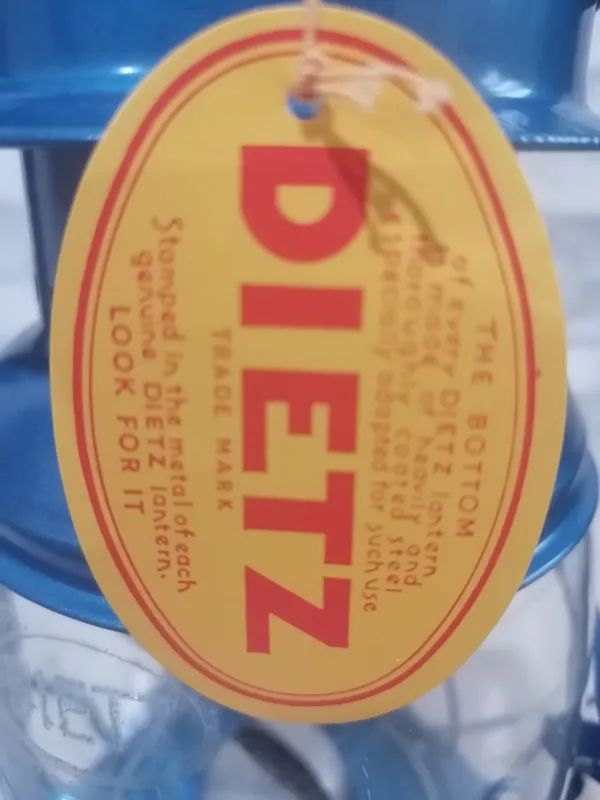 THE BOTTOM
of every DIETZ lantern
is made of heavily and
thoroughly coated steel
especially adapted for such use
DIETZ
TRADE MARK
Stamped in the metal of each
genuine DIETZ lantern.
LOOK FOR IT